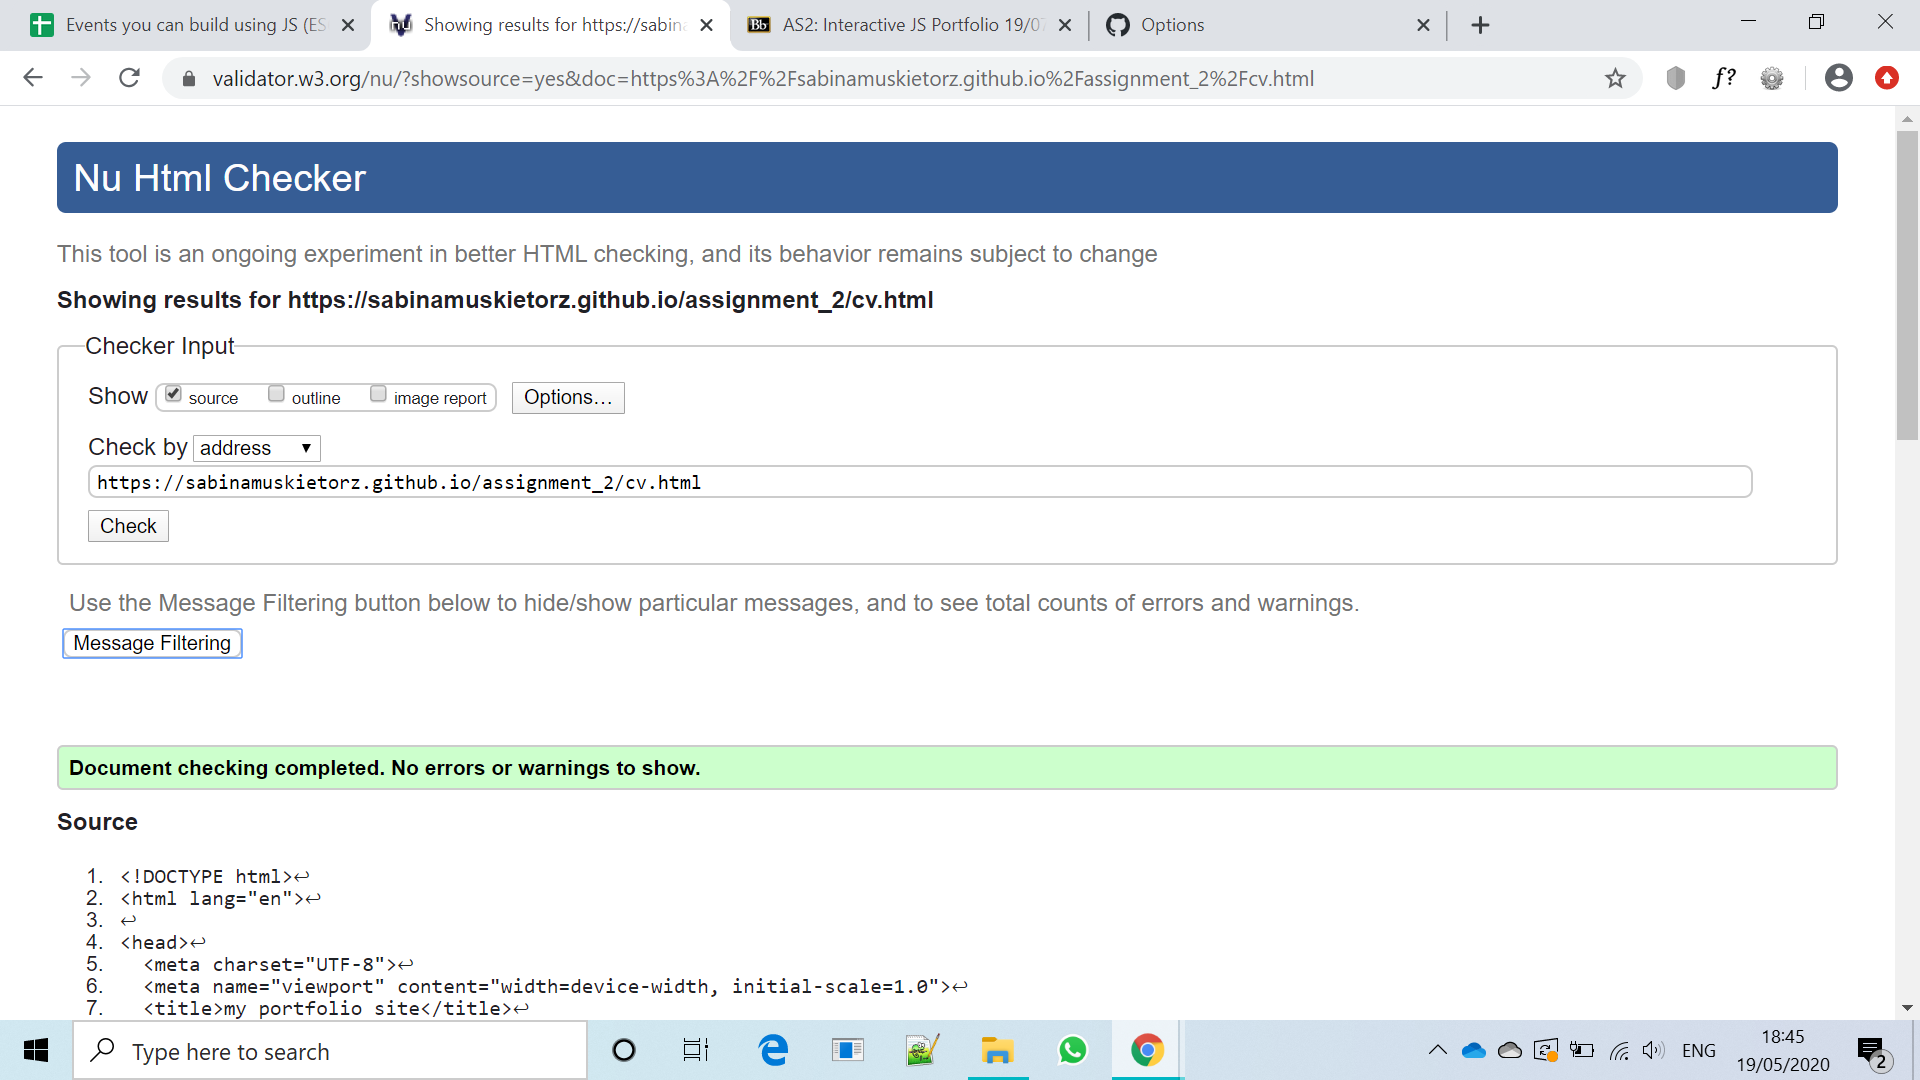 Events you can build using JS (ES
Showing results for https://sabina
Bb AS2: Interactive JS Portfolio 19/07
Options
validator.w3.org/nu/?showsource=yes&doc=https%3A%2F%2Fsabinamuskietorz.github.io%2Fassignment_2%2Fcv.html
f?
Nu Html Checker
This tool is an ongoing experiment in better HTML checking, and its behavior remains subject to change
Showing results for https://sabinamuskietorz.github.io/assignment_2/cv.html
Checker Input
Show source outline image report Options...
Check by address
https://sabinamuskietorz.github.io/assignment_2/cv.html
Check
Use the Message Filtering button below to hide/show particular messages, and to see total counts of errors and warnings.
Message Filtering
Document checking completed. No errors or warnings to show.
Source
1. <!DOCTYPE html>↩
2. <html lang="en">↩
3. ↩
4. <head>↩
5. <meta charset="UTF-8">↩
6. <meta name="viewport" content="width=device-width, initial-scale=1.0">↩
7. <title>my portfolio site</title>↩
Type here to search
ENG
18:45
19/05/2020
2